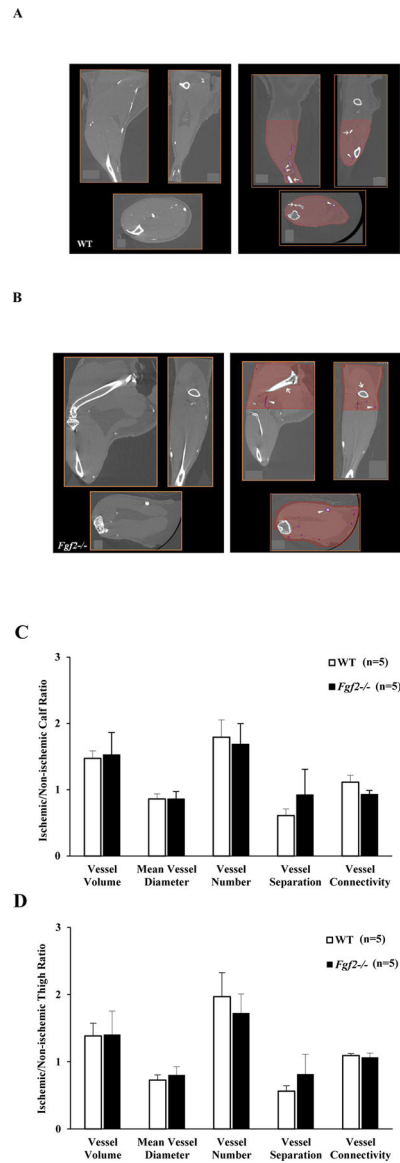 A
WT
B
Fgf2-/-
C
Ischemic/Non-ischemic Calf Ratio
3
2
1
0
WT (n=5)
Fgf2-/- (n=5)
Vessel Volume
Mean Vessel Diameter
Vessel Number
Vessel Separation
Vessel Connectivity
D
Ischemic/Non-ischemic Thigh Ratio
3
2
1
0
WT (n=5)
Fgf2-/- (n=5)
Vessel Volume
Mean Vessel Diameter
Vessel Number
Vessel Separation
Vessel Connectivity